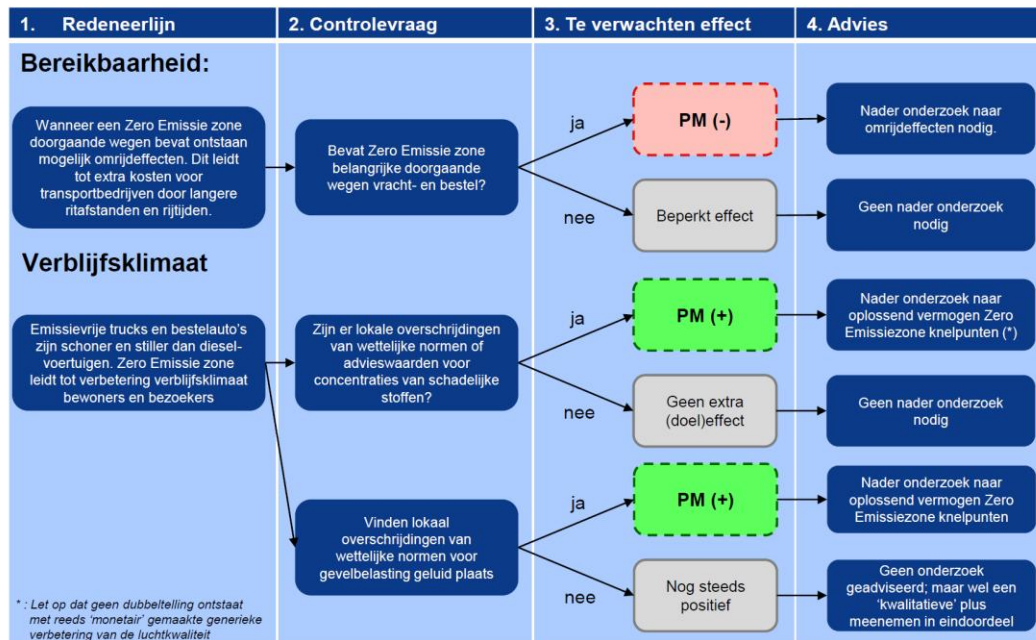 1. Redeneerlijn
2. Controlevraag
3. Te verwachten effect
4. Advies
Bereikbaarheid:
Wanneer een Zero Emissie zone
doorgaande wegen bevat ontstaan
mogelijk omrijdeffecten. Dit leidt
tot extra kosten voor
transportbedrijven door langere
ritafstanden en rijtijden.
Bevat Zero Emissie zone
belangrijke doorgaande
wegen vracht- en bestel?
ja
PM (-)
Nader onderzoek naar
omrijdeffecten nodig.
nee
Beperkt effect
Geen nader onderzoek
nodig
Verblijfsklimaat
Emissievrije trucks en bestelauto's
zijn schoner en stiller dan diesel-
voertuigen. Zero Emissie zone
leidt tot verbetering verblijfsklimaat
bewoners en bezoekers
Zijn er lokale overschrijdingen
van wettelijke normen of
advieswaarden voor
concentraties van schadelijke
stoffen?
ja
PM (+)
Nader onderzoek naar
oplossend vermogen Zero
Emissiezone knelpunten (*)
nee
Geen extra
(doel)effect
Geen nader onderzoek
nodig
Vinden lokaal
overschrijdingen van
wettelijke normen voor
gevelbelasting geluid plaats
ja
PM (+)
Nader onderzoek naar
oplossend vermogen Zero
Emissiezone knelpunten
nee
Nog steeds
positief
Geen onderzoek
geadviseerd; maar wel een
'kwalitatieve' plus
meenemen in eindoordeel
* : Let op dat geen dubbeltelling ontstaat
met reeds 'monetair' gemaakte generieke
verbetering van de luchtkwaliteit